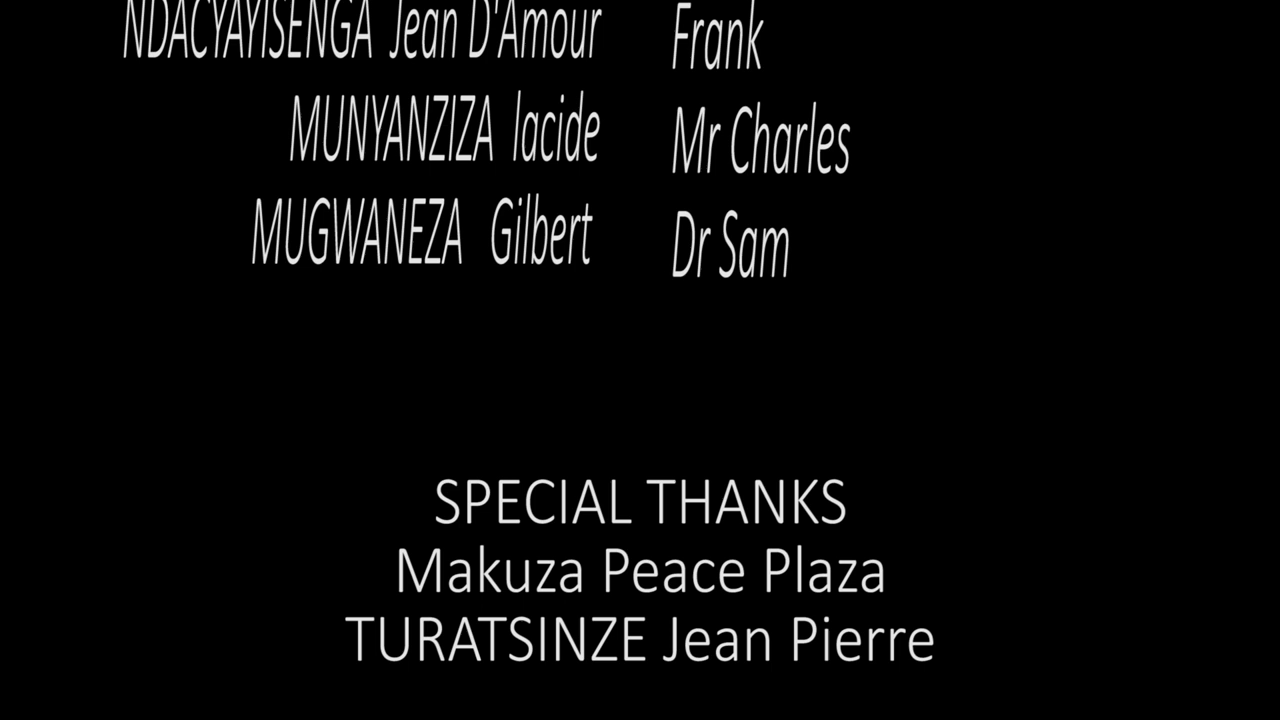 NDACYAYISENGA Jean D'Amour Frank
MUNYANZIZA lacide Mr Charles
MUGWANEZA Gilbert Dr Sam
SPECIAL THANKS
Makuza Peace Plaza
TURATSINZE Jean Pierre